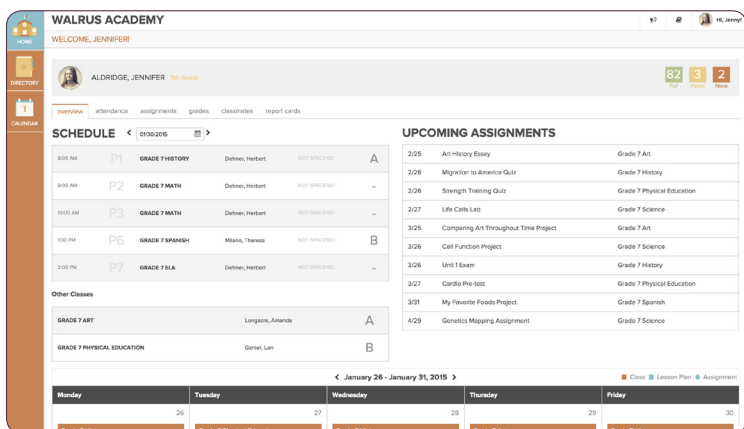 WALRUS ACADEMY
Hi, Jenny!
HOME
WELCOME, JENNIFER!
DIRECTORY
ALDRIDGE, JENNIFER 7th Grade
82 3 2
Full Partial None
1
CALENDAR
overview attendance assignments grades classmates report cards
SCHEDULE < 01/30/2015 >
8:00 AM P1 GRADE 7 HISTORY Dehner, Herbert NOT SPECIFIED A
9:00 AM P2 GRADE 7 MATH Dehner, Herbert NOT SPECIFIED -
10:00 AM P3 GRADE 7 MATH Dehner, Herbert NOT SPECIFIED -
1:00 PM P6 GRADE 7 SPANISH Milano, Theresa NOT SPECIFIED B
2:00 PM P7 GRADE 7 ELA Dehner, Herbert NOT SPECIFIED -
Other Classes
GRADE 7 ART Longacre, Amanda A
GRADE 7 PHYSICAL EDUCATION Ganier, Lon B
UPCOMING ASSIGNMENTS
2/25 Art History Essay Grade 7 Art
2/26 Migration to America Quiz Grade 7 History
2/26 Strength Training Quiz Grade 7 Physical Education
2/27 Life Cells Lab Grade 7 Science
3/25 Comparing Art Throughout Time Project Grade 7 Art
3/26 Cell Function Project Grade 7 Science
3/26 Unit 1 Exam Grade 7 History
3/27 Cardio Pre-test Grade 7 Physical Education
3/31 My Favorite Foods Project Grade 7 Spanish
4/29 Genetics Mapping Assignment Grade 7 Science
< January 26 - January 31, 2015 >
Class Lesson Plan Assignment
Monday Tuesday Wednesday Thursday Friday
26 27 28 29 30